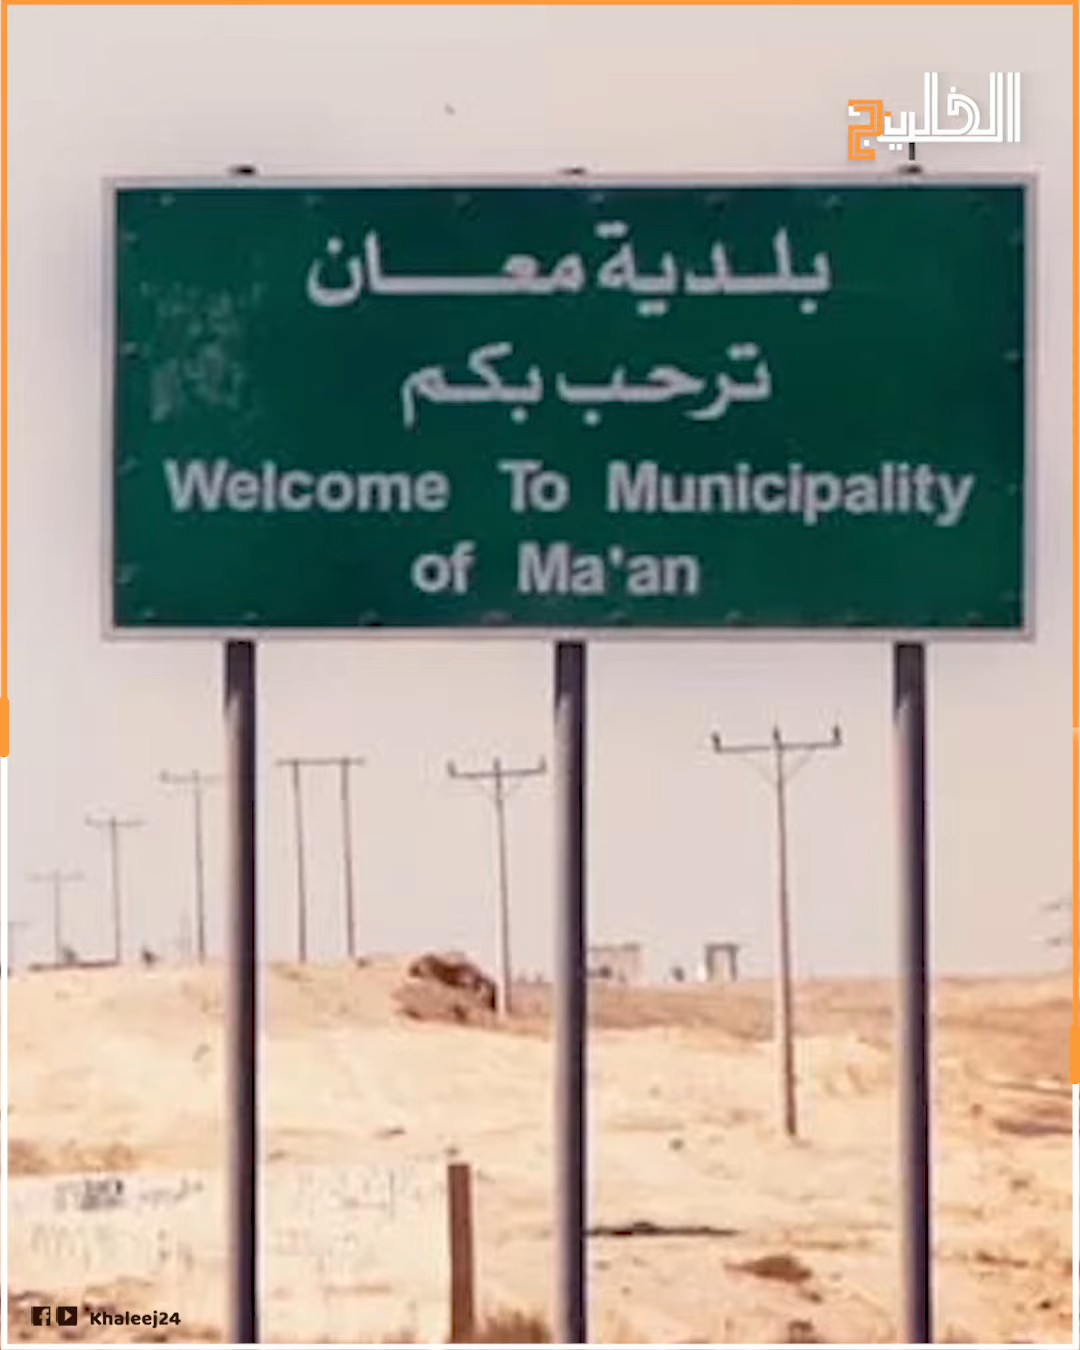 الخليج
بلدية معان
ترحب بكم
Welcome To Municipality
of Ma'an
Khaleej24